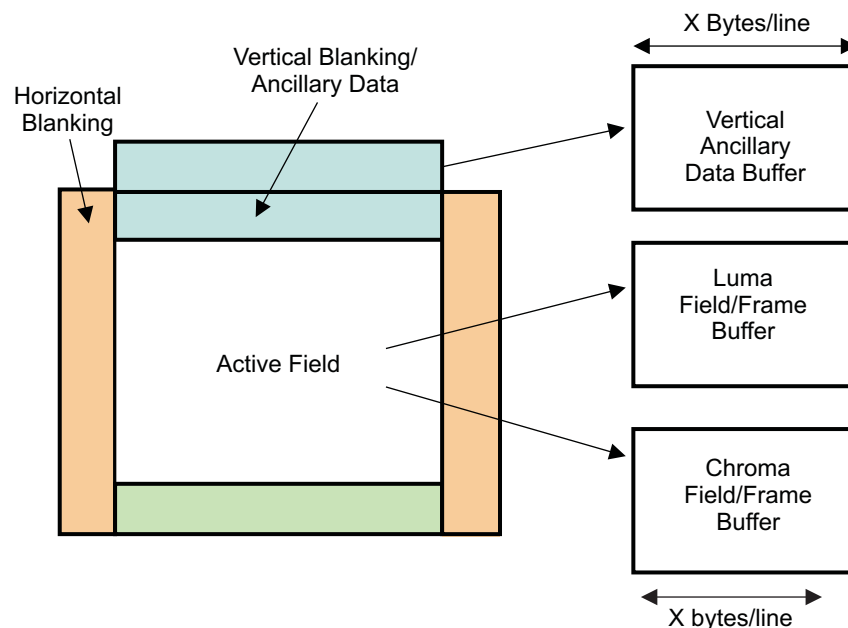 X Bytes/line
Vertical Blanking/
Ancillary Data
Horizontal
Blanking
Vertical
Ancillary
Data Buffer
Luma
Field/Frame
Buffer
Active Field
Chroma
Field/Frame
Buffer
X bytes/line